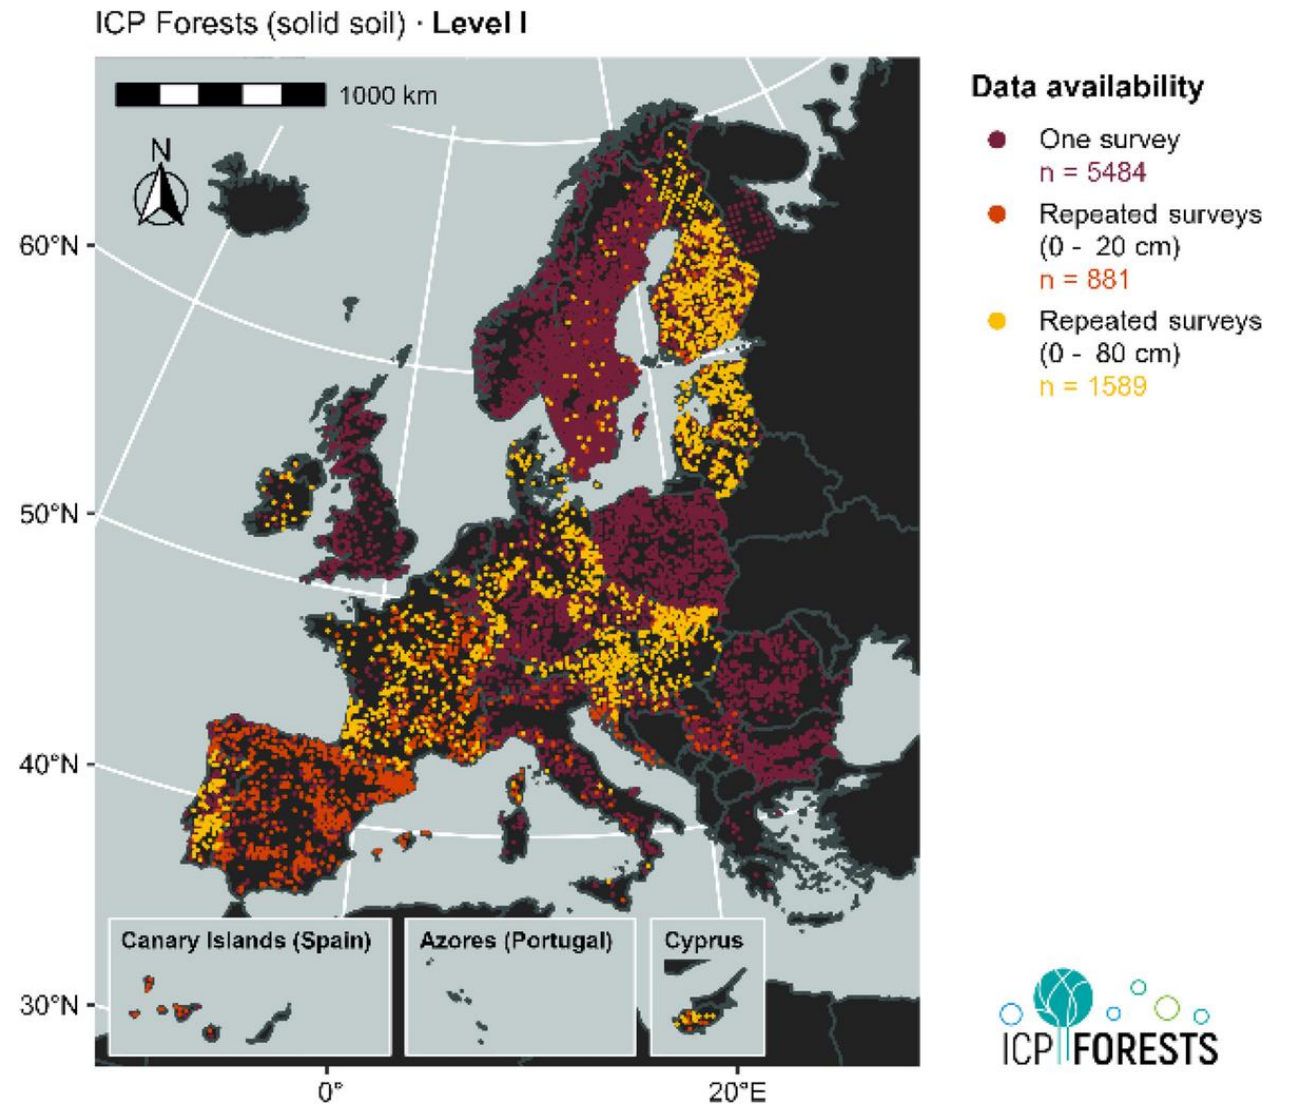 ICP Forests (solid soil) · Level I
1000 km
N
60°N
50°N
40°N
30°N
0°
20°E
Canary Islands (Spain)
Azores (Portugal)
Cyprus
Data availability
One survey
n = 5484
Repeated surveys
(0 - 20 cm)
n = 881
Repeated surveys
(0 - 80 cm)
n = 1589
ICP FORESTS